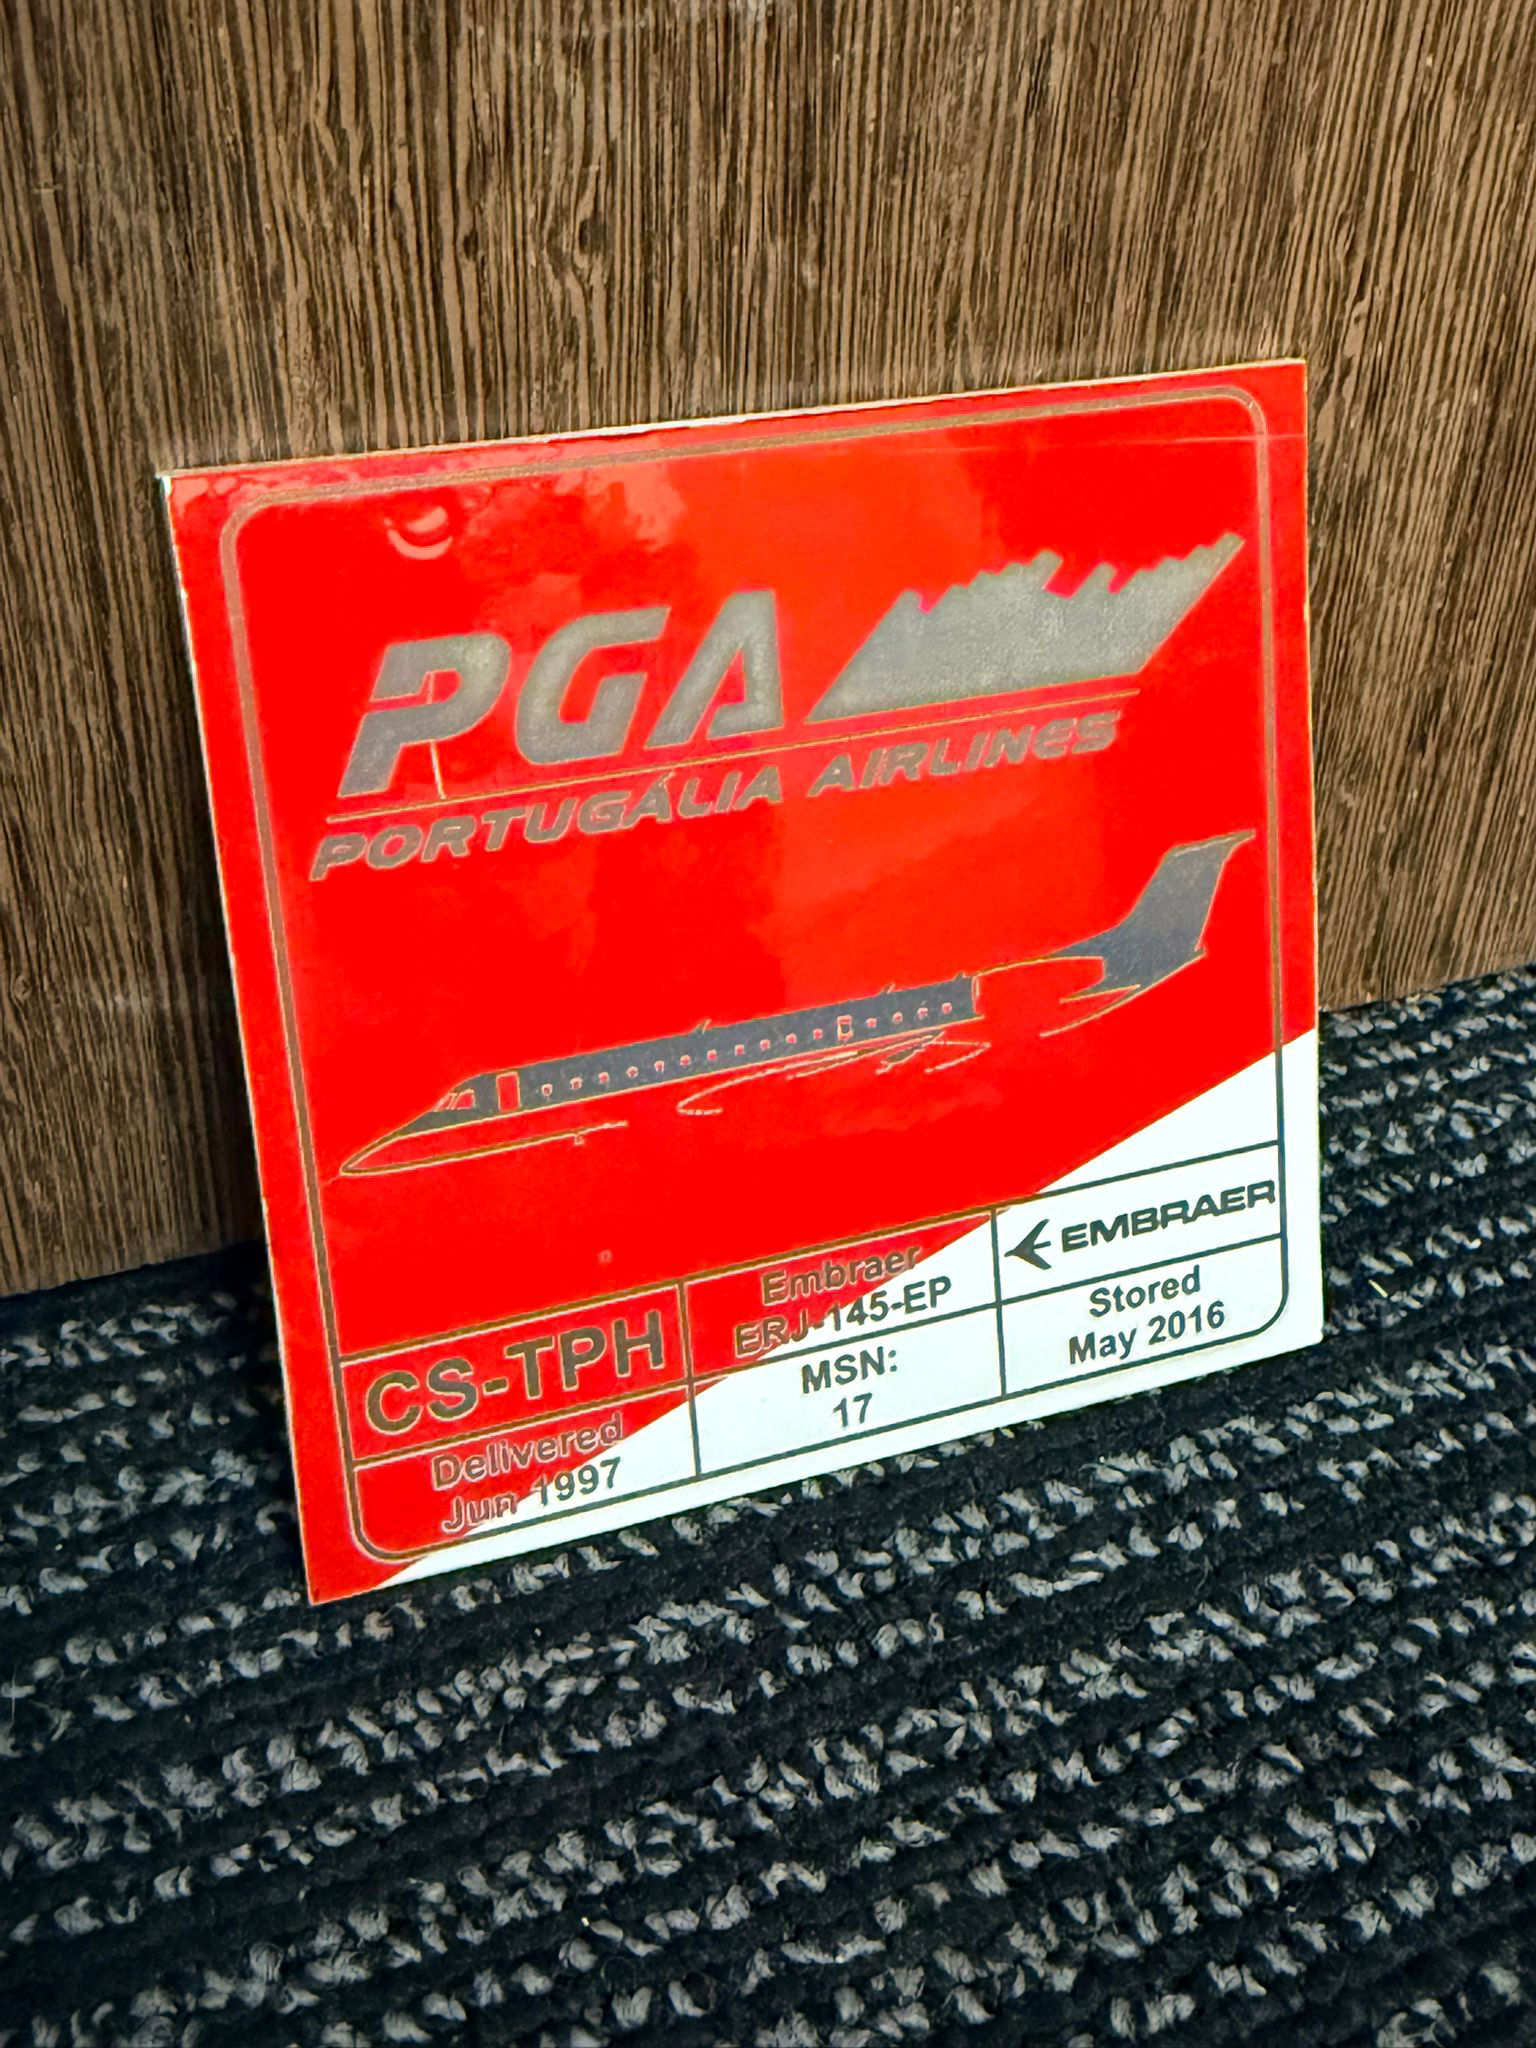 PGA
PORTUGÁLIA AIRLINES
CS-TPH
Embraer
ERJ-145-EP
EMBRAER
Delivered
Jun 1997
MSN:
17
Stored
May 2016